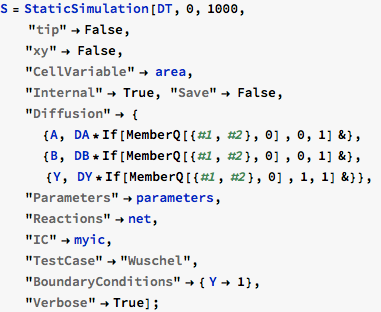 S = StaticSimulation[DT, 0, 1000,
"tip" → False,
"xy" → False,
"CellVariable" → area,
"Internal" → True, "Save" → False,
"Diffusion" → {
{A, DA * If[MemberQ[{#1, #2}, 0] , 0, 1] &},
{B, DB * If[MemberQ[{#1, #2}, 0] , 0, 1] &},
{Y, DY * If[MemberQ[{#1, #2}, 0] , 1, 1] &}},
"Parameters" → parameters,
"Reactions" → net,
"IC" → myic,
"TestCase" → "Wuschel",
"BoundaryConditions" → { Y → 1},
"Verbose" → True];